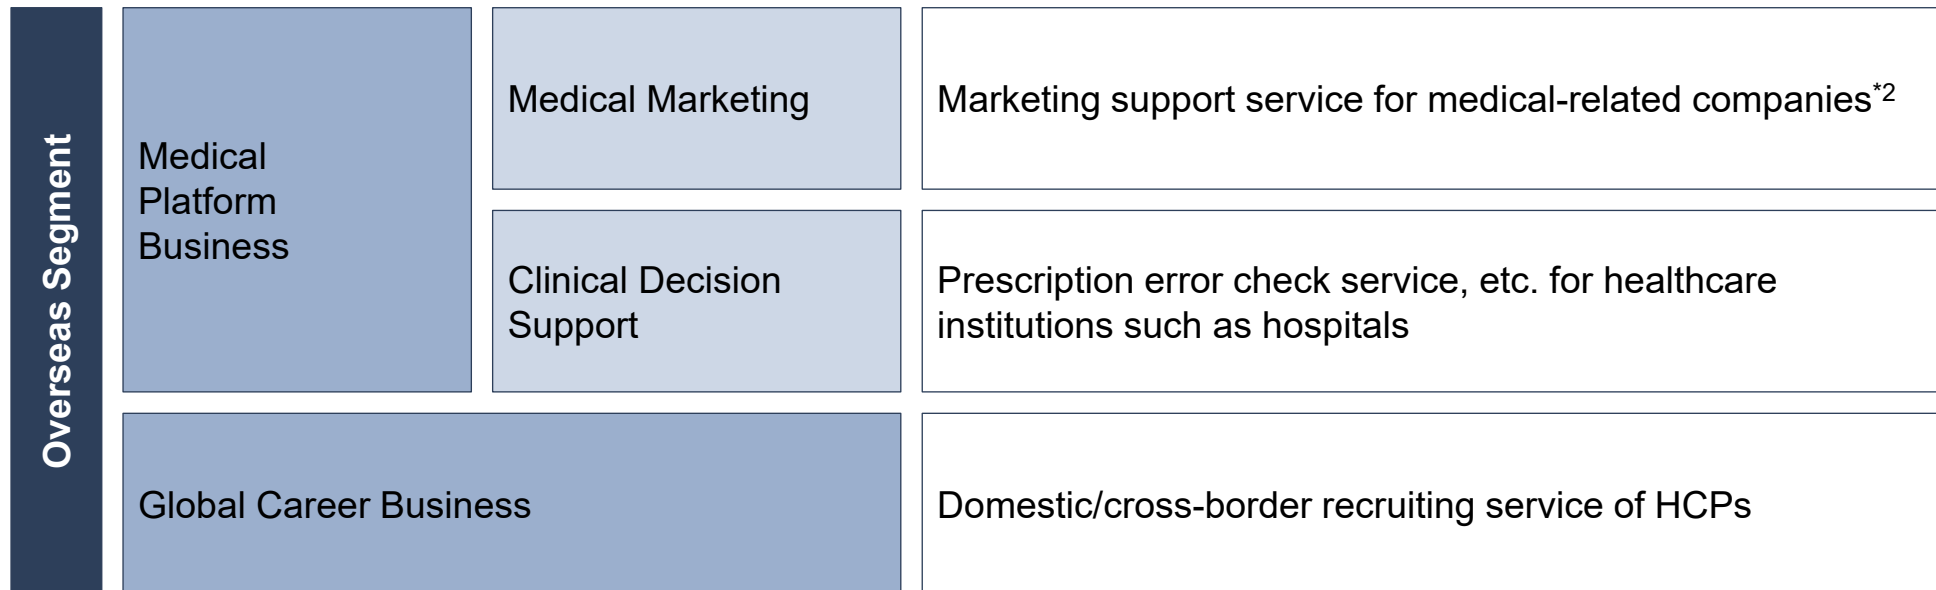 Overseas Segment
Medical
Platform
Business
Medical Marketing
Marketing support service for medical-related companies*2
Clinical Decision
Support
Prescription error check service, etc. for healthcare
institutions such as hospitals
Global Career Business
Domestic/cross-border recruiting service of HCPs